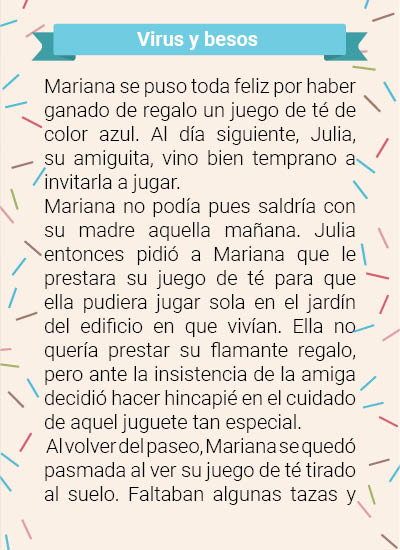 Virus y besos
Mariana se puso toda feliz por haber
ganado de regalo un juego de té de
color azul. Al día siguiente, Julia,
su amiguita, vino bien temprano a
invitarla a jugar.
Mariana no podía pues saldría con
su madre aquella mañana. Julia
entonces pidió a Mariana que le
prestara su juego de té para que
ella pudiera jugar sola en el jardín
del edificio en que vivían. Ella no
quería prestar su flamante regalo,
pero ante la insistencia de la amiga
decidió hacer hincapié en el cuidado
de aquel juguete tan especial.
Al volver del paseo, Mariana se quedó
pasmada al ver su juego de té tirado
al suelo. Faltaban algunas tazas y